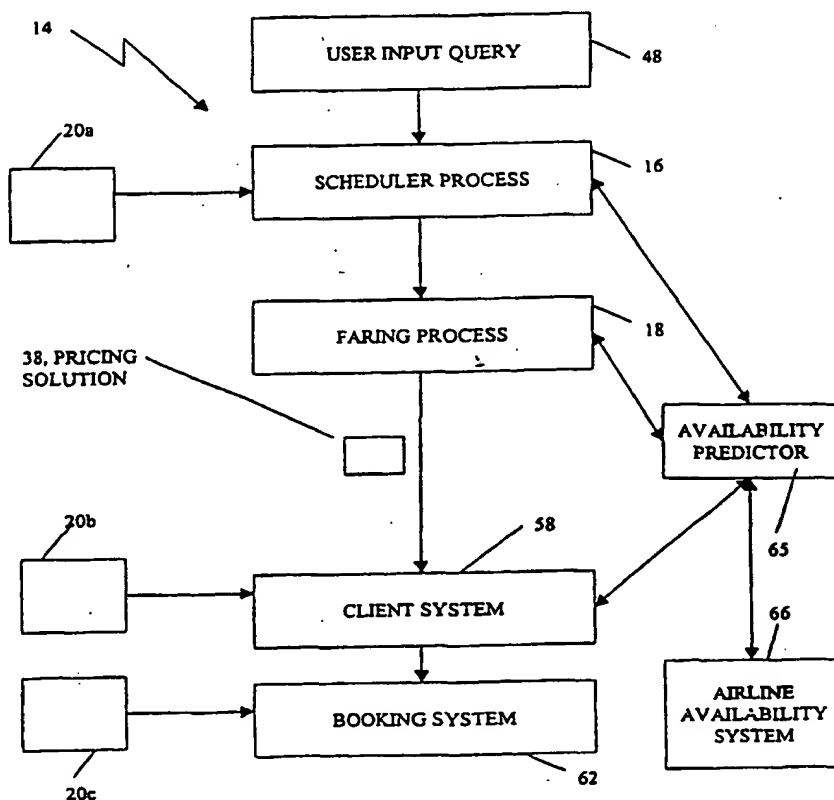 14
USER INPUT QUERY
48
20a
16
SCHEDULER PROCESS
FARING PROCESS
18
38, PRICING
SOLUTION
AVAILABILITY
PREDICTOR
20b
58
65
CLIENT SYSTEM
66
AIRLINE
AVAILABILITY
SYSTEM
BOOKING SYSTEM
62
20c